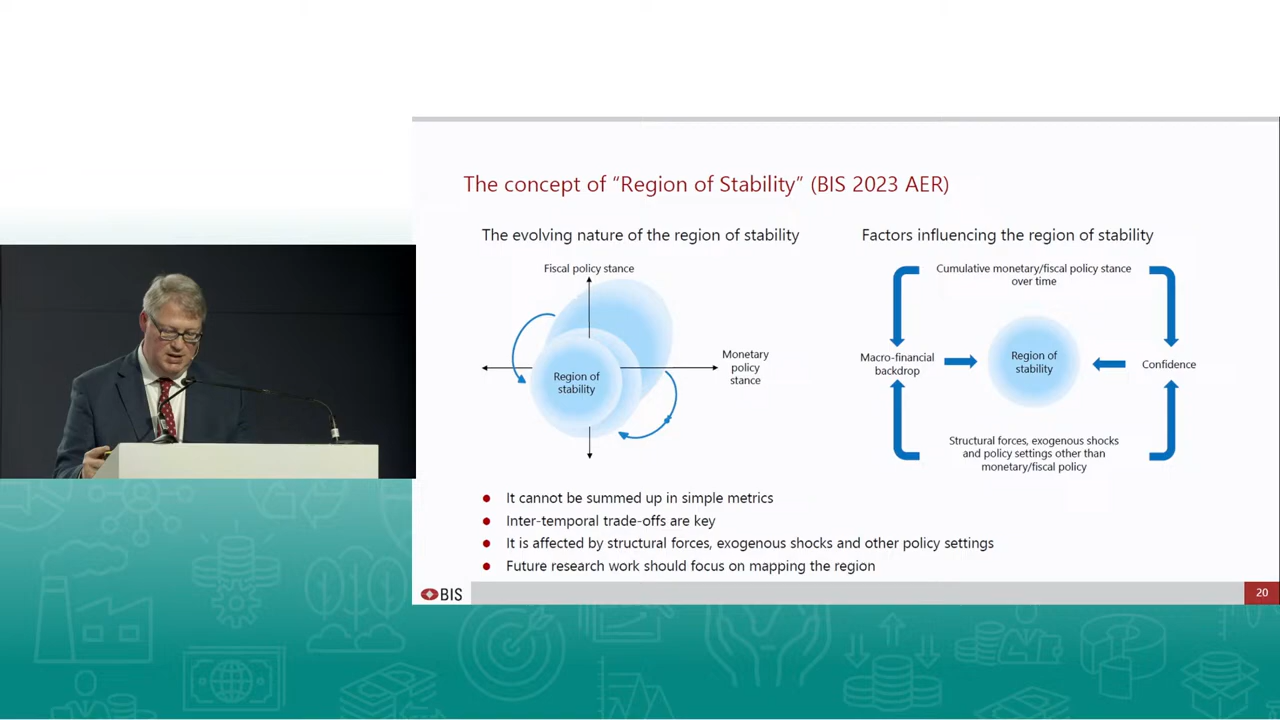 The concept of “Region of Stability” (BIS 2023 AER)
The evolving nature of the region of stability
Fiscal policy stance
Monetary
policy
stance
Region of
stability
Factors influencing the region of stability
Cumulative monetary/fiscal policy stance
over time
Macro-financial
backdrop
Region of
stability
Confidence
Structural forces, exogenous shocks
and policy settings other than
monetary/fiscal policy
It cannot be summed up in simple metrics
Inter-temporal trade-offs are key
It is affected by structural forces, exogenous shocks and other policy settings
Future research work should focus on mapping the region
BIS
20